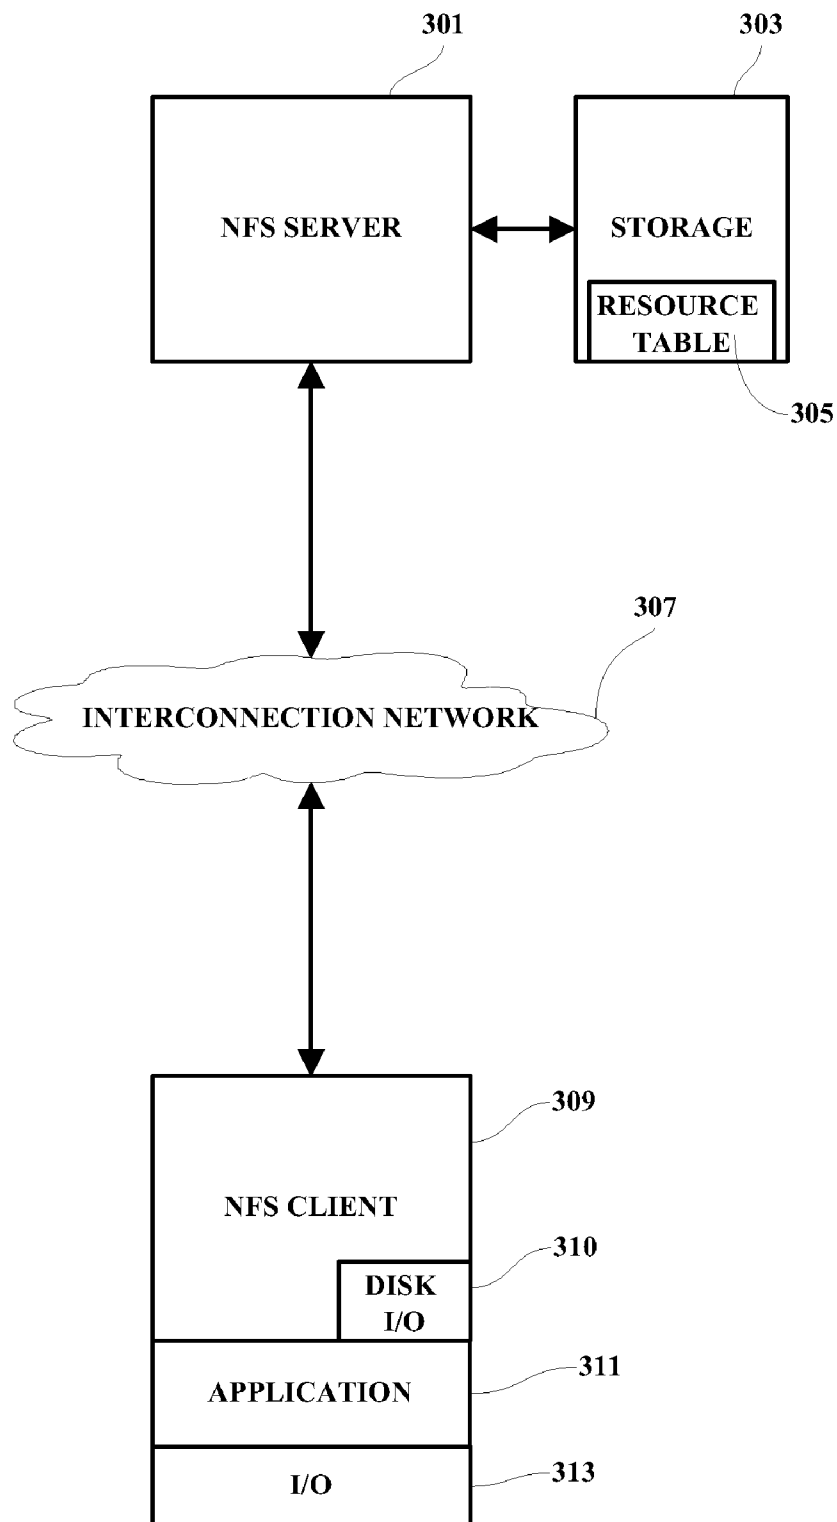 301
303
NFS SERVER
STORAGE
RESOURCE
TABLE
305
307
INTERCONNECTION NETWORK
309
NFS CLIENT
310
DISK
I/O
311
APPLICATION
313
I/O